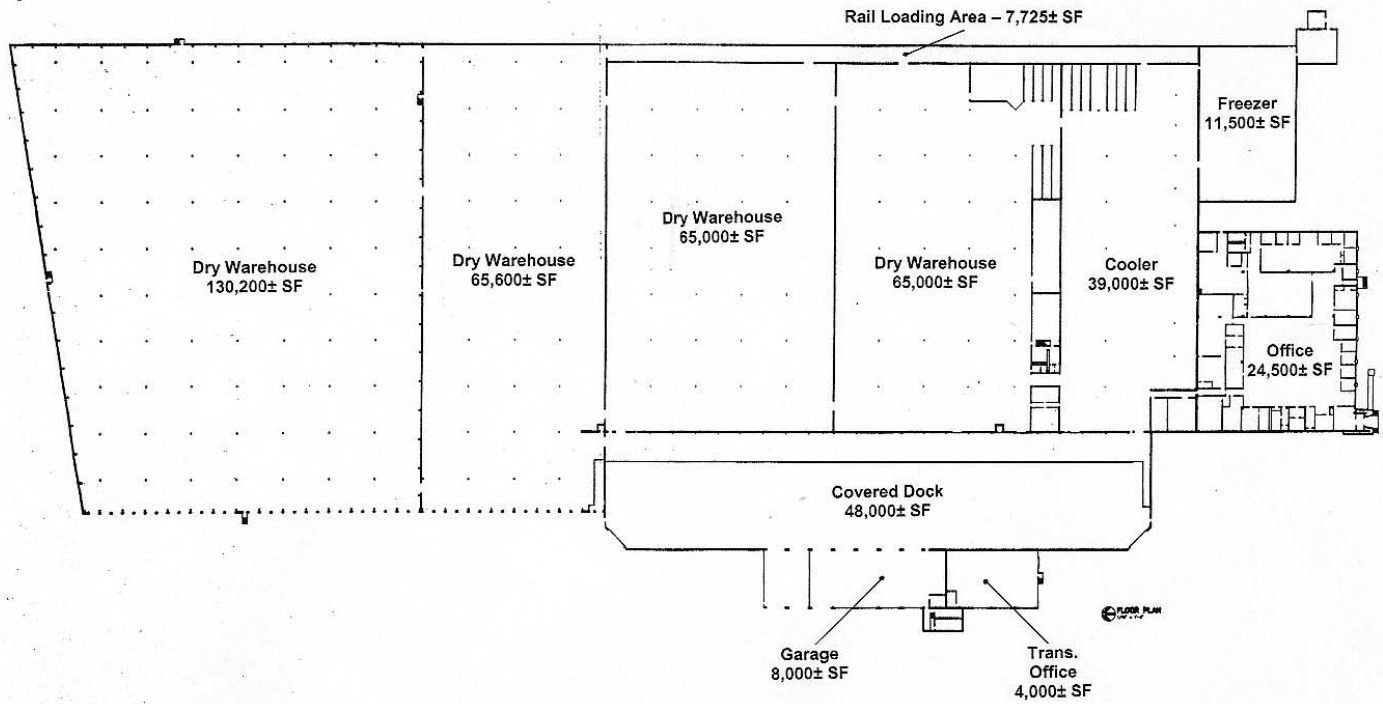 Rail Loading Area – 7,725± SF
Freezer
11,500± SF
Dry Warehouse
130,200± SF
Dry Warehouse
65,600± SF
Dry Warehouse
65,000± SF
Dry Warehouse
65,000± SF
Cooler
39,000± SF
Office
24,500± SF
Covered Dock
48,000± SF
FLOOR PLAN
Garage
8,000± SF
Trans.
Office
4,000± SF